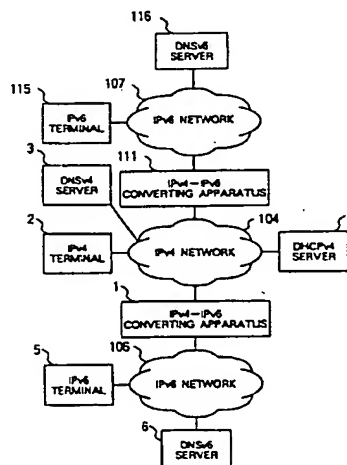 116
DNSv6
SERVER
107
115
IPv6
TERMINAL
IPv6 NETWORK
3
111
DNSv4
SERVER
IPv4-IPv6
CONVERTING APPARATUS
2
104
IPv4
TERMINAL
IPv4 NETWORK
DHCPv4
SERVER
1
IPv4-IPv6
CONVERTING APPARATUS
106
5
IPv6
TERMINAL
IPv6 NETWORK
6
DNSv6
SERVER